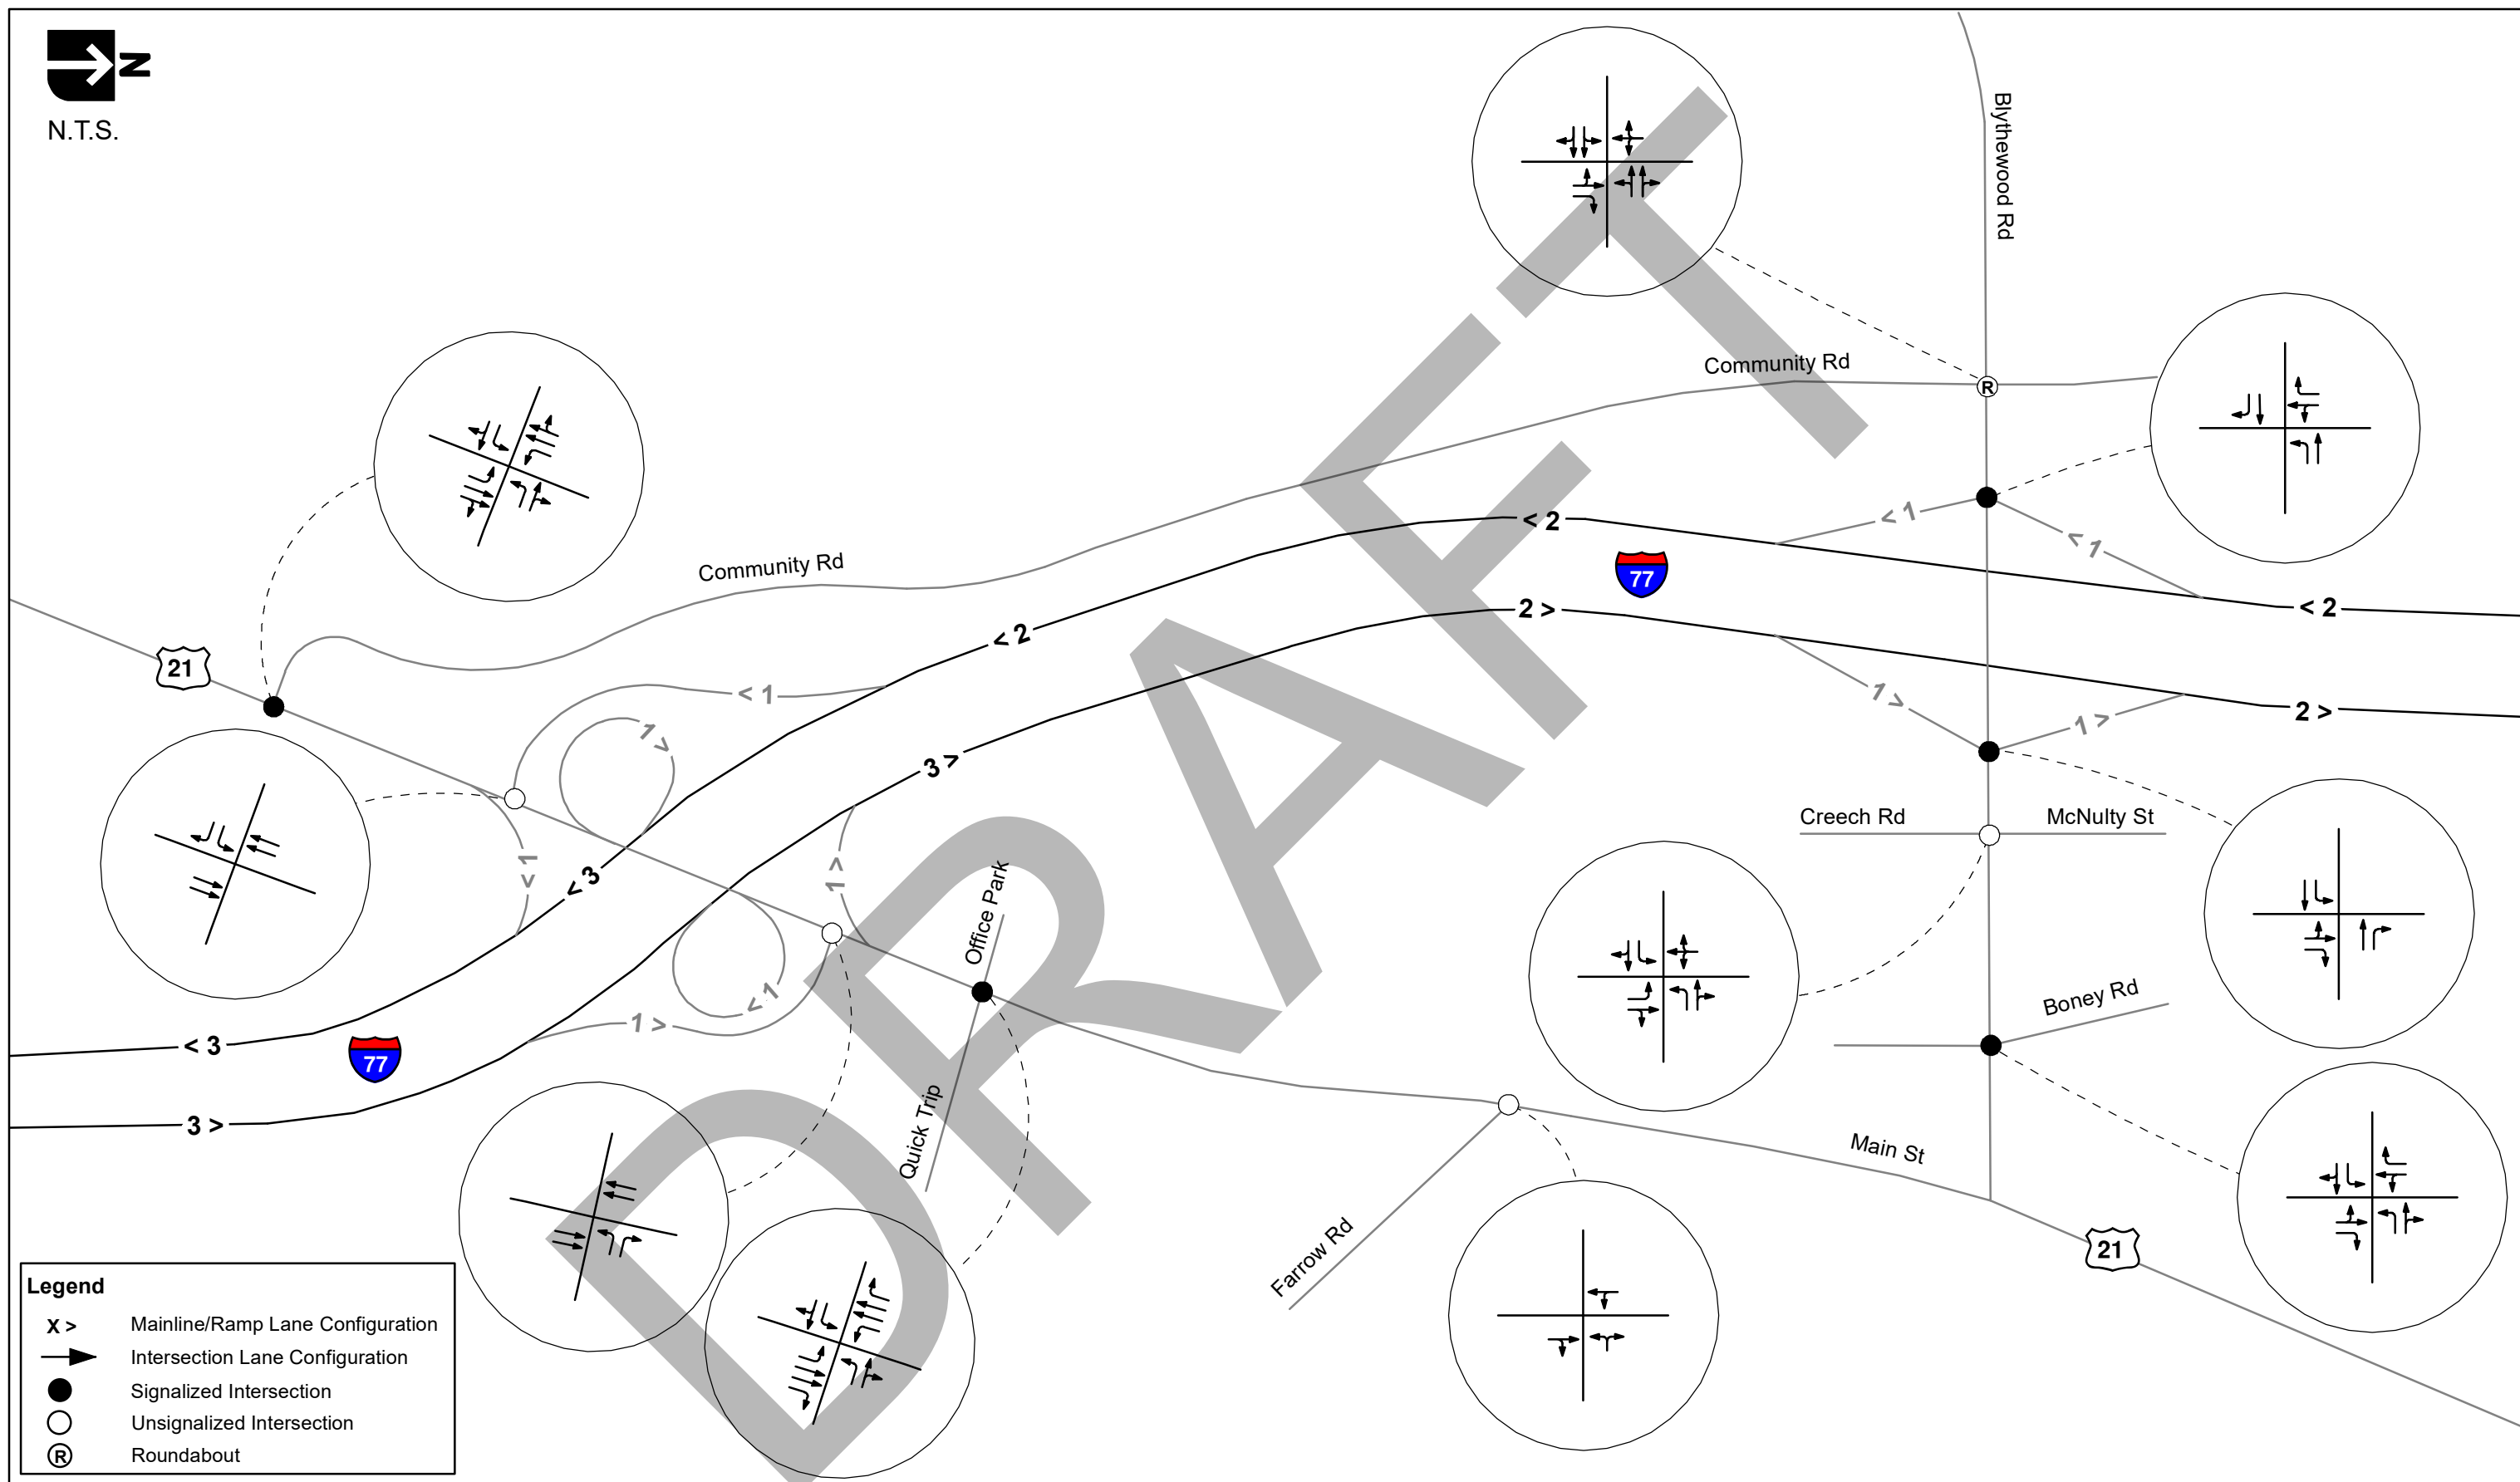 N
N.T.S.
Blythewood Rd
Community Rd
R
< 1
< 1
< 2
77
< 2
Community Rd
< 2
2 >
21
< 1
1 >
1 >
1 >
2 >
3 >
Creech Rd
McNulty St
< 1
< 3
1 >
Office Park
< 1
1 >
Boney Rd
< 3
77
3 >
Quick Trip
Main St
Farrow Rd
21
DRAFT
Legend
X > Mainline/Ramp Lane Configuration
Intersection Lane Configuration
Signalized Intersection
Unsignalized Intersection
R Roundabout